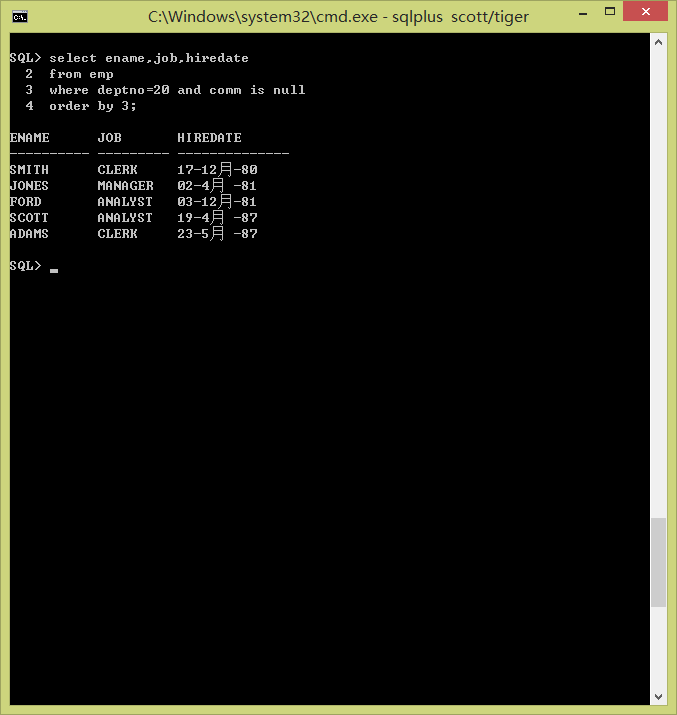 C:\Windows\system32\cmd.exe - sqlplus  scott/tiger
SQL> select ename,job,hiredate
  2  from emp
  3  where deptno=20 and comm is null
  4  order by 3;
ENAME      JOB       HIREDATE
---------- --------- --------------
SMITH      CLERK     17-12月-80
JONES      MANAGER   02-4月 -81
FORD       ANALYST   03-12月-81
SCOTT      ANALYST   19-4月 -87
ADAMS      CLERK     23-5月 -87
SQL>